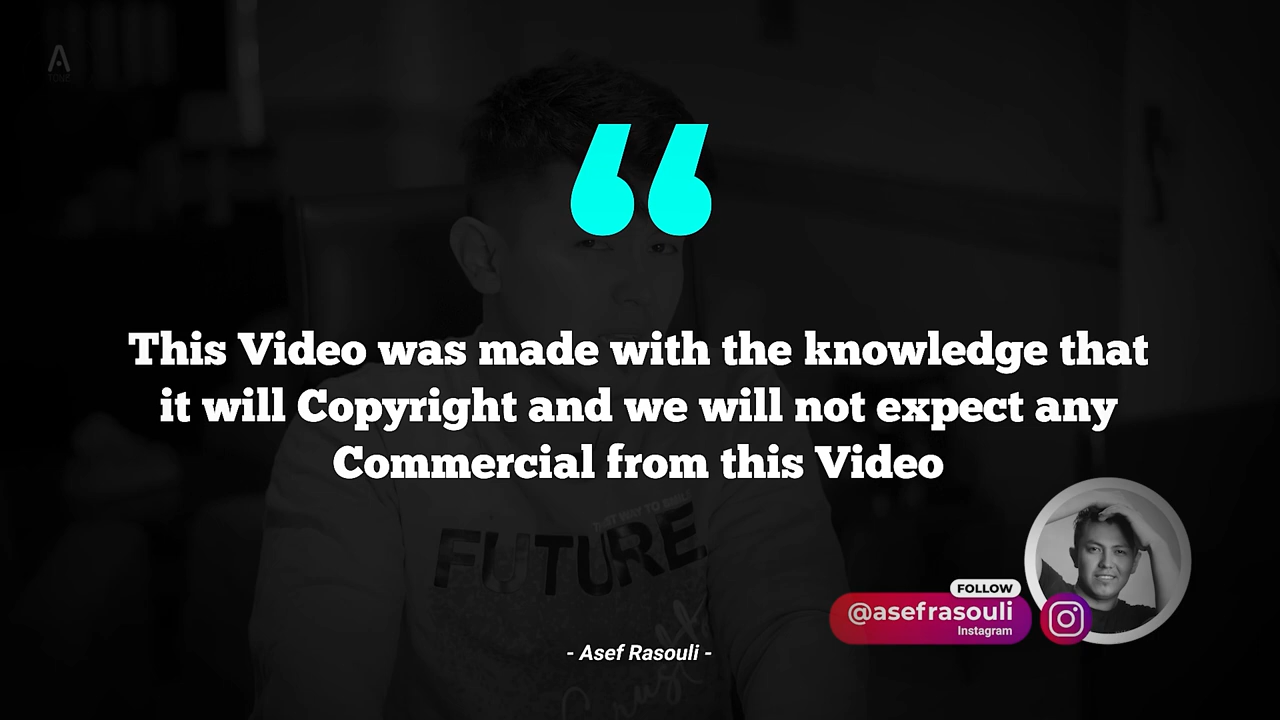 A
“
This Video was made with the knowledge that
it will Copyright and we will not expect any
Commercial from this Video
FUTURE
FOLLOW
@asefrasouli
Instagram
- Asef Rasouli -